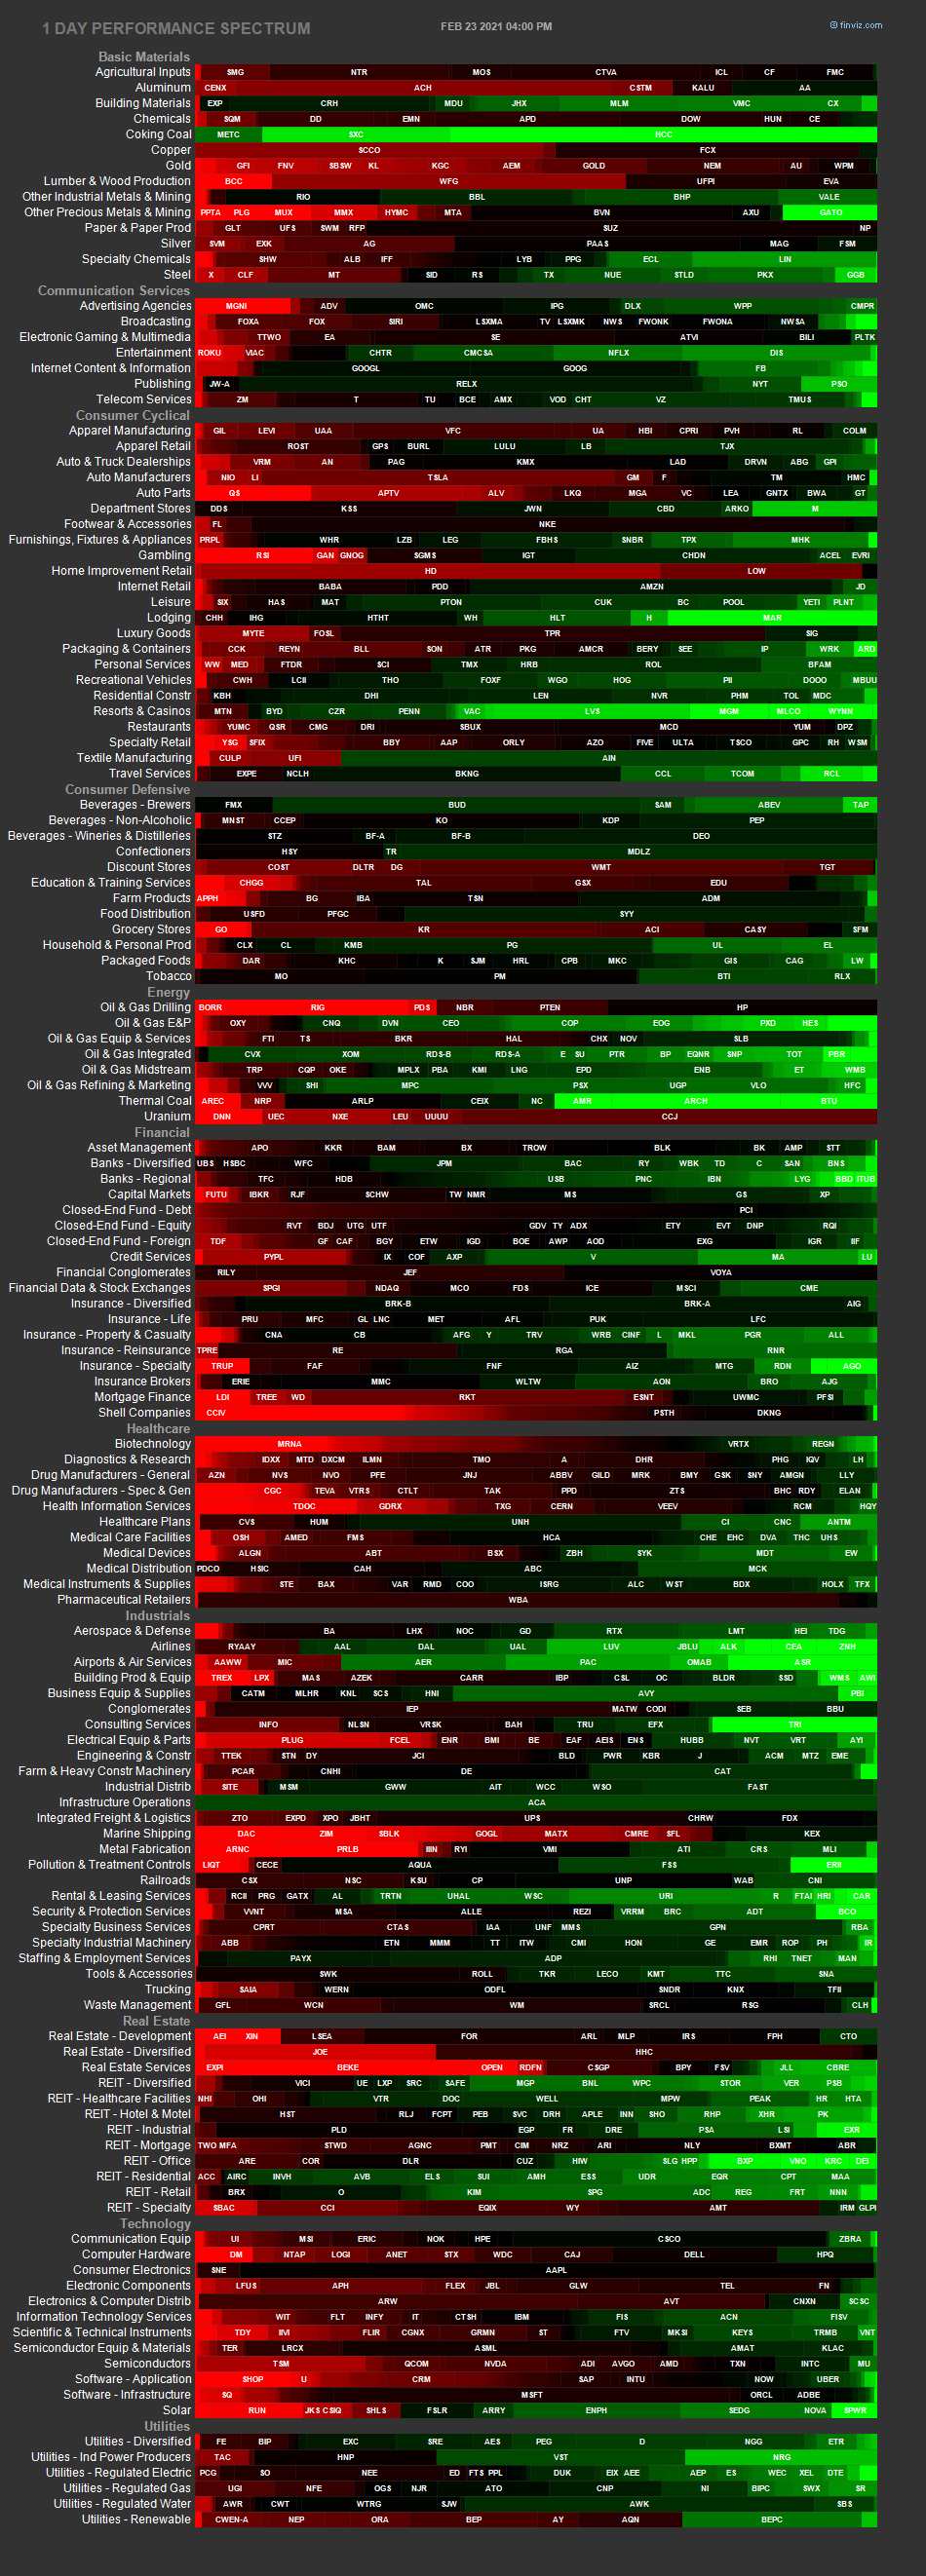 1 DAY PERFORMANCE SPECTRUM FEB 23 2021 04:00 PM © finviz.com
Basic Materials
Agricultural Inputs SMG NTR MOS CTVA ICL CF FMC
Aluminum CENX ACH CSTM KALU AA
Building Materials EXP CRH MDU JHX MLM VMC CX
Chemicals SQM DD EMN APD DOW HUN CE
Coking Coal METC SXC HCC
Copper SCCO FCX
Gold GFI FNV SBSW KL KGC AEM GOLD NEM AU WPM
Lumber & Wood Production BCC WFG UFPI EVA
Other Industrial Metals & Mining RIO BBL BHP VALE
Other Precious Metals & Mining PPTA PLG MUX MMX HYMC MTA BVN AXU GATO
Paper & Paper Prod GLT UFS SWM RFP SUZ NP
Silver SVM EXK AG PAAS MAG FSM
Specialty Chemicals SHW ALB IFF LYB PPG ECL LIN
Steel X CLF MT SID RS TX NUE STLD PKX GGB
Communication Services
Advertising Agencies MGNI ADV OMC IPG DLX WPP CMPR
Broadcasting FOXA FOX SIRI LSXMA TV LSXMK NWS FWONK FWONA NWSA
Electronic Gaming & Multimedia TTWO EA SE ATVI BILI PLTK
Entertainment ROKU VIAC CHTR CMCSA NFLX DIS
Internet Content & Information GOOGL GOOG FB
Publishing JW-A RELX NYT PSO
Telecom Services ZM T TU BCE AMX VOD CHT VZ TMUS
Consumer Cyclical
Apparel Manufacturing GIL LEVI UAA VFC UA HBI CPRI PVH RL COLM
Apparel Retail ROST GPS BURL LULU LB TJX
Auto & Truck Dealerships VRM AN PAG KMX LAD DRVN ABG GPI
Auto Manufacturers NIO LI TSLA GM F TM HMC
Auto Parts QS APTV ALV LKQ MGA VC LEA GNTX BWA GT
Department Stores DDS KSS JWN CBD ARKO M
Footwear & Accessories FL NKE
Furnishings, Fixtures & Appliances PRPL WHR LZB LEG FBHS SNBR TPX MHK
Gambling RSI GAN GNOG SGMS IGT CHDN ACEL EVRI
Home Improvement Retail HD LOW
Internet Retail BABA PDD AMZN JD
Leisure SIX HAS MAT PTON CUK BC POOL YETI PLNT
Lodging CHH IHG HTHT WH HLT H MAR
Luxury Goods MYTE FOSL TPR SIG
Packaging & Containers CCK REYN BLL SON ATR PKG AMCR BERY SEE IP WRK ARD
Personal Services WW MED FTDR SCI TMX HRB ROL BFAM
Recreational Vehicles CWH LCII THO FOXF WGO HOG PII DOOO MBUU
Residential Constr KBH DHI LEN NVR PHM TOL MDC
Resorts & Casinos MTN BYD CZR PENN VAC LVS MGM MLCO WYNN
Restaurants YUMC QSR CMG DRI SBUX MCD YUM DPZ
Specialty Retail YSG SFIX BBY AAP ORLY AZO FIVE ULTA TSCO GPC RH WSM
Textile Manufacturing CULP UFI AIN
Travel Services EXPE NCLH BKNG CCL TCOM RCL
Consumer Defensive
Beverages - Brewers FMX BUD SAM ABEV TAP
Beverages - Non-Alcoholic MNST CCEP KO KDP PEP
Beverages - Wineries & Distilleries STZ BF-A BF-B DEO
Confectioners HSY TR MDLZ
Discount Stores COST DLTR DG WMT TGT
Education & Training Services CHGG TAL GSX EDU
Farm Products APPH BG IBA TSN ADM
Food Distribution USFD PFGC SYY
Grocery Stores GO KR ACI CASY SFM
Household & Personal Prod CLX CL KMB PG UL EL
Packaged Foods DAR KHC K SJM HRL CPB MKC GIS CAG LW
Tobacco MO PM BTI RLX
Energy
Oil & Gas Drilling BORR RIG PDS NBR PTEN HP
Oil & Gas E&P OXY CNQ DVN CEO COP EOG PXD HES
Oil & Gas Equip & Services FTI TS BKR HAL CHX NOV SLB
Oil & Gas Integrated CVX XOM RDS-B RDS-A E SU PTR BP EQNR SNP TOT PBR
Oil & Gas Midstream TRP CQP OKE MPLX PBA KMI LNG EPD ENB ET WMB
Oil & Gas Refining & Marketing VVV SHI MPC PSX UGP VLO HFC
Thermal Coal AREC NRP ARLP CEIX NC AMR ARCH BTU
Uranium DNN UEC NXE LEU UUUU CCJ
Financial
Asset Management APO KKR BAM BX TROW BLK BK AMP STT
Banks - Diversified UBS HSBC WFC JPM BAC RY WBK TD C SAN BNS
Banks - Regional TFC HDB USB PNC IBN LYG BBD ITUB
Capital Markets FUTU IBKR RJF SCHW TW NMR MS GS XP
Closed-End Fund - Debt PCI
Closed-End Fund - Equity RVT BDJ UTG UTF GDV TY ADX ETY EVT DNP RQI
Closed-End Fund - Foreign TDF GF CAF BGY ETW IGD BOE AWP AOD EXG IGR IIF
Credit Services PYPL IX COF AXP V MA LU
Financial Conglomerates RILY JEF VOYA
Financial Data & Stock Exchanges SPGI NDAQ MCO FDS ICE MSCI CME
Insurance - Diversified BRK-B BRK-A AIG
Insurance - Life PRU MFC GL LNC MET AFL PUK LFC
Insurance - Property & Casualty CNA CB AFG Y TRV WRB CINF L MKL PGR ALL
Insurance - Reinsurance TPRE RE RGA RNR
Insurance - Specialty TRUP FAF FNF AIZ MTG RDN AGO
Insurance Brokers ERIE MMC WLTW AON BRO AJG
Mortgage Finance LDI TREE WD RKT ESNT UWMC PFSI
Shell Companies CCIV PSTH DKNG
Healthcare
Biotechnology MRNA VRTX REGN
Diagnostics & Research IDXX MTD DXCM ILMN TMO A DHR PHG IQV LH
Drug Manufacturers - General AZN NVS NVO PFE JNJ ABBV GILD MRK BMY GSK SNY AMGN LLY
Drug Manufacturers - Spec & Gen CGC TEVA VTRS CTLT TAK PPD ZTS BHC RDY ELAN
Health Information Services TDOC GDRX TXG CERN VEEV RCM HQY
Healthcare Plans CVS HUM UNH CI CNC ANTM
Medical Care Facilities OSH AMED FMS HCA CHE EHC DVA THC UHS
Medical Devices ALGN ABT BSX ZBH SYK MDT EW
Medical Distribution PDCO HSIC CAH ABC MCK
Medical Instruments & Supplies STE BAX VAR RMD COO ISRG ALC WST BDX HOLX TFX
Pharmaceutical Retailers WBA
Industrials
Aerospace & Defense BA LHX NOC GD RTX LMT HEI TDG
Airlines RYAAY AAL DAL UAL LUV JBLU ALK CEA ZNH
Airports & Air Services AAWW MIC AER PAC OMAB ASR
Building Prod & Equip TREX LPX MAS AZEK CARR IBP CSL OC BLDR SSD WMS AWI
Business Equip & Supplies CATM MLHR KNL SCS HNI AVY PBI
Conglomerates IEP MATW CODI SEB BBU
Consulting Services INFO NLSN VRSK BAH TRU EFX TRI
Electrical Equip & Parts PLUG FCEL ENR BMI BE EAF AEIS ENS HUBB NVT VRT AYI
Engineering & Constr TTEK STN DY JCI BLD PWR KBR J ACM MTZ EME
Farm & Heavy Constr Machinery PCAR CNHI DE CAT
Industrial Distrib SITE MSM GWW AIT WCC WSO FAST
Infrastructure Operations ACA
Integrated Freight & Logistics ZTO EXPD XPO JBHT UPS CHRW FDX
Marine Shipping DAC ZIM SBLK GOGL MATX CMRE SFL KEX
Metal Fabrication ARNC PRLB IIIN RYI VMI ATI CRS MLI
Pollution & Treatment Controls LIQT CECE AQUA FSS ERII
Railroads CSX NSC KSU CP UNP WAB CNI
Rental & Leasing Services RCII PRG GATX AL TRTN UHAL WSC URI R FTAI HRI CAR
Security & Protection Services VVNT MSA ALLE REZI VRRM BRC ADT BCO
Specialty Business Services CPRT CTAS IAA UNF MMS GPN RBA
Specialty Industrial Machinery ABB ETN MMM TT ITW CMI HON GE EMR ROP PH IR
Staffing & Employment Services PAYX ADP RHI TNET MAN
Tools & Accessories SWK ROLL TKR LECO KMT TTC SNA
Trucking SAIA WERN ODFL SNDR KNX TFII
Waste Management GFL WCN WM SRCL RSG CLH
Real Estate
Real Estate - Development AEI XIN LSEA FOR ARL MLP IRS FPH CTO
Real Estate - Diversified JOE HHC
Real Estate Services EXPI BEKE OPEN RDFN CSGP BPY FSV JLL CBRE
REIT - Diversified VICI UE LXP SRC SAFE MGP BNL WPC STOR VER PSB
REIT - Healthcare Facilities NHI OHI VTR DOC WELL MPW PEAK HR HTA
REIT - Hotel & Motel HST RLJ FCPT PEB SVC DRH APLE INN SHO RHP XHR PK
REIT - Industrial PLD EGP FR DRE PSA LSI EXR
REIT - Mortgage TWO MFA STWD AGNC PMT CIM NRZ ARI NLY BXMT ABR
REIT - Office ARE COR DLR CUZ HIW SLG HPP BXP VNO KRC DEI
REIT - Residential ACC AIRC INVH AVB ELS SUI AMH ESS UDR EQR CPT MAA
REIT - Retail BRX O KIM SPG ADC REG FRT NNN
REIT - Specialty SBAC CCI EQIX WY AMT IRM GLPI
Technology
Communication Equip UI MSI ERIC NOK HPE CSCO ZBRA
Computer Hardware DM NTAP LOGI ANET STX WDC CAJ DELL HPQ
Consumer Electronics SNE AAPL
Electronic Components LFUS APH FLEX JBL GLW TEL FN
Electronics & Computer Distrib ARW AVT CNXN SCSC
Information Technology Services WIT FLT INFY IT CTSH IBM FIS ACN FISV
Scientific & Technical Instruments TDY IIVI FLIR CGNX GRMN ST FTV MKSI KEYS TRMB VNT
Semiconductor Equip & Materials TER LRCX ASML AMAT KLAC
Semiconductors TSM QCOM NVDA ADI AVGO AMD TXN INTC MU
Software - Application SHOP U CRM SAP INTU NOW UBER
Software - Infrastructure SQ MSFT ORCL ADBE
Solar RUN JKS CSIQ SHLS FSLR ARRY ENPH SEDG NOVA SPWR
Utilities
Utilities - Diversified FE BIP EXC SRE AES PEG D NGG ETR
Utilities - Ind Power Producers TAC HNP VST NRG
Utilities - Regulated Electric PCG SO NEE ED FTS PPL DUK EIX AEE AEP ES WEC XEL DTE
Utilities - Regulated Gas UGI NFE OGS NJR ATO CNP NI BIPC SWX SR
Utilities - Regulated Water AWR CWT WTRG SJW AWK SBS
Utilities - Renewable CWEN-A NEP ORA BEP AY AQN BEPC